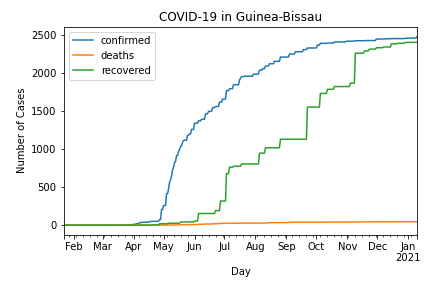 COVID-19 in Guinea-Bissau
confirmed
deaths
recovered
Number of Cases
2500
2000
1500
1000
500
0
Feb Mar Apr May Jun Jul Aug Sep Oct Nov Dec Jan
2021
Day